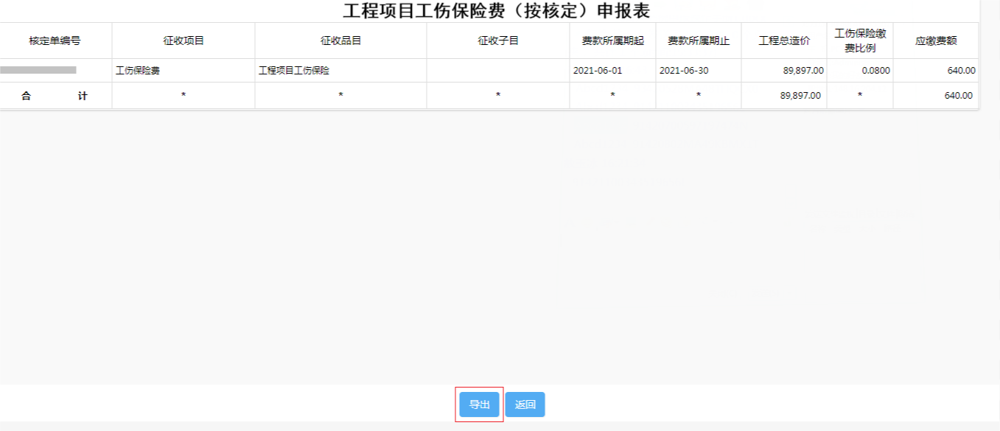 工程项目工伤保险费（按核定）申报表
核定单编号 征收项目 征收品目 征收子目 费款所属期起 费款所属期止 工程总造价 工伤保险缴费比例 应缴费额
工伤保险费 工程项目工伤保险 2021-06-01 2021-06-30 89,897.00 0.0800 640.00
合 计 * * * * * 89,897.00 * 640.00
导出 返回